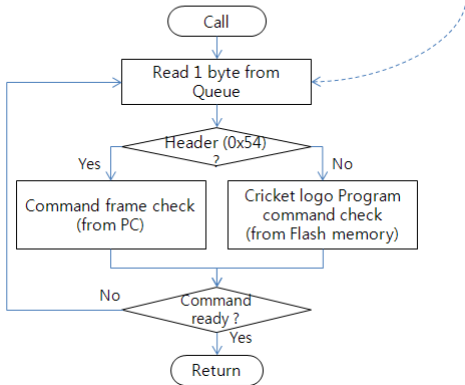 Call
Read 1 byte from
Queue
Header (0x54)
?
Yes
No
Command frame check
(from PC)
Cricket logo Program
command check
(from Flash memory)
No
Command
ready ?
Yes
Return